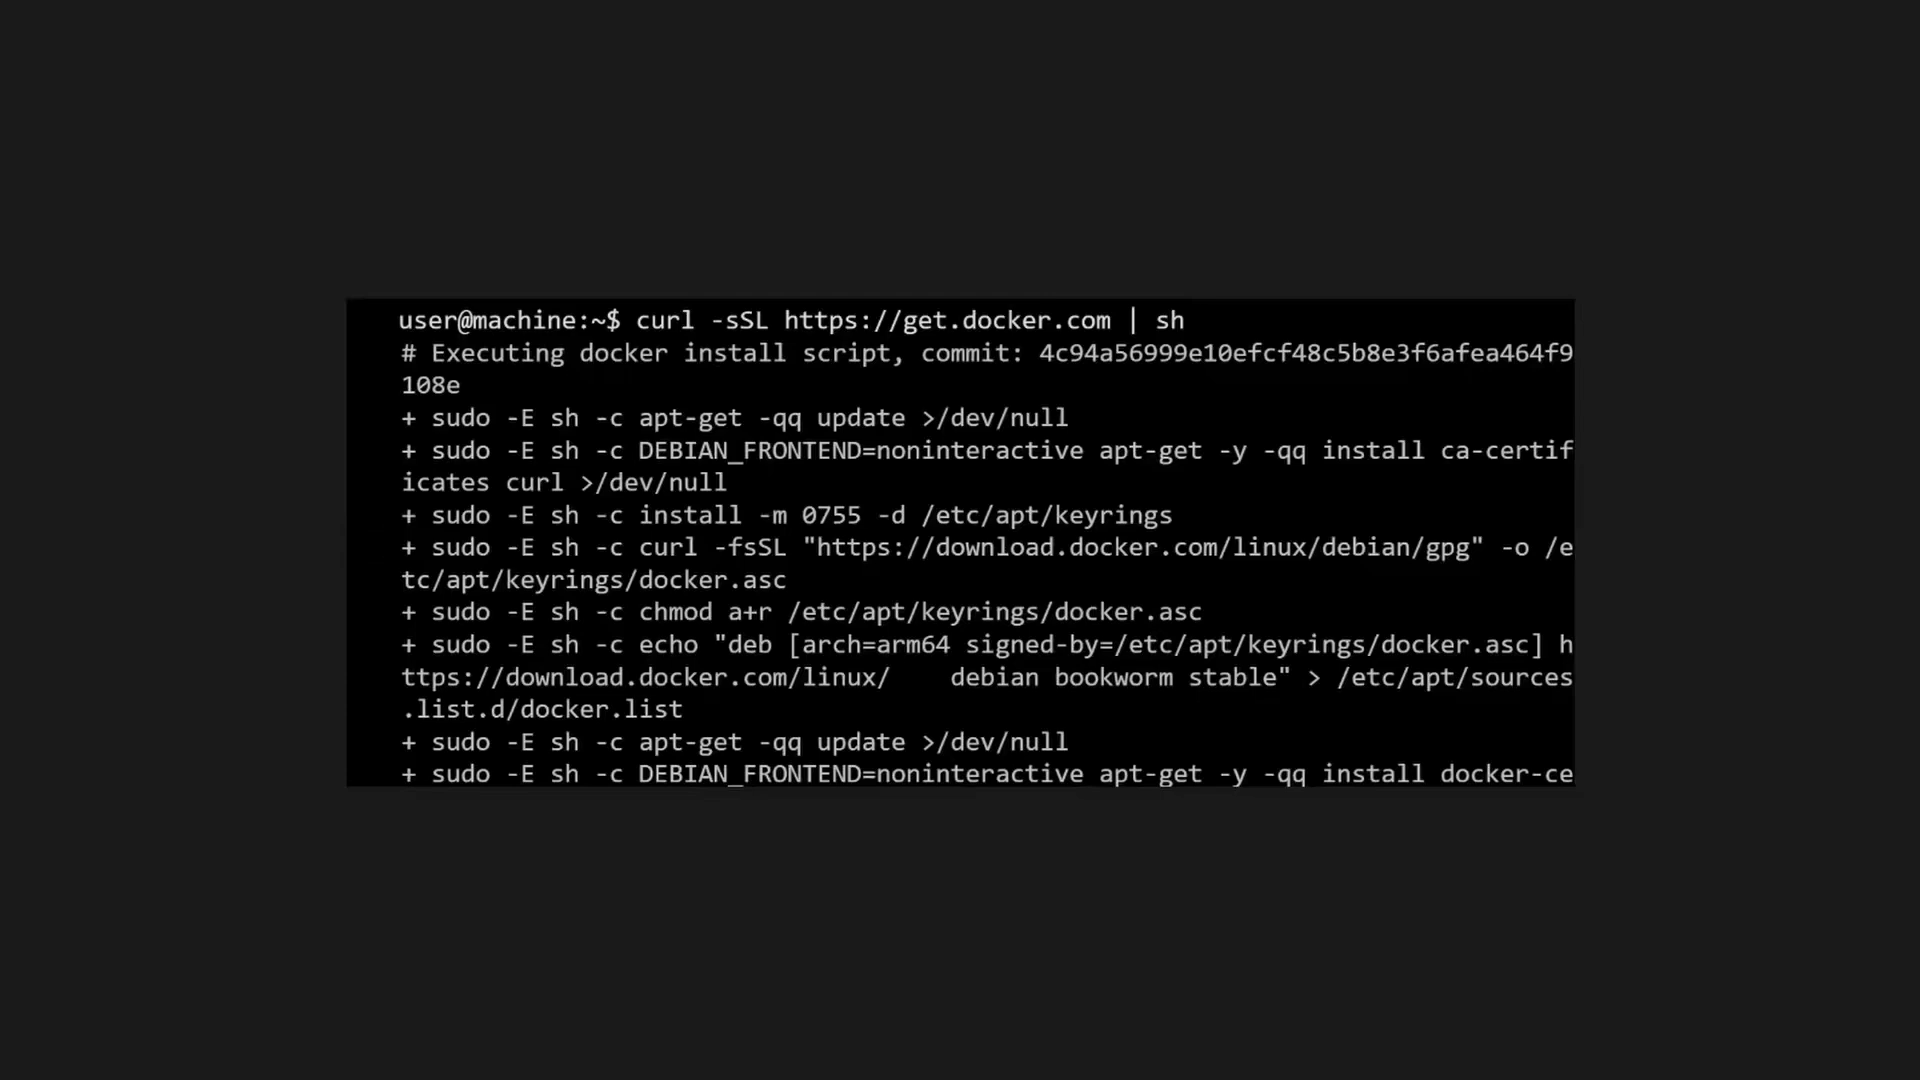 user@machine:~$ curl -sSL https://get.docker.com | sh
# Executing docker install script, commit: 4c94a56999e10efcf48c5b8e3f6afea464f9
108e
+ sudo -E sh -c apt-get -qq update >/dev/null
+ sudo -E sh -c DEBIAN_FRONTEND=noninteractive apt-get -y -qq install ca-certif
icates curl >/dev/null
+ sudo -E sh -c install -m 0755 -d /etc/apt/keyrings
+ sudo -E sh -c curl -fsSL "https://download.docker.com/linux/debian/gpg" -o /e
tc/apt/keyrings/docker.asc
+ sudo -E sh -c chmod a+r /etc/apt/keyrings/docker.asc
+ sudo -E sh -c echo "deb [arch=arm64 signed-by=/etc/apt/keyrings/docker.asc] h
ttps://download.docker.com/linux/    debian bookworm stable" > /etc/apt/sources
.list.d/docker.list
+ sudo -E sh -c apt-get -qq update >/dev/null
+ sudo -E sh -c DEBIAN_FRONTEND=noninteractive apt-get -y -qq install docker-ce